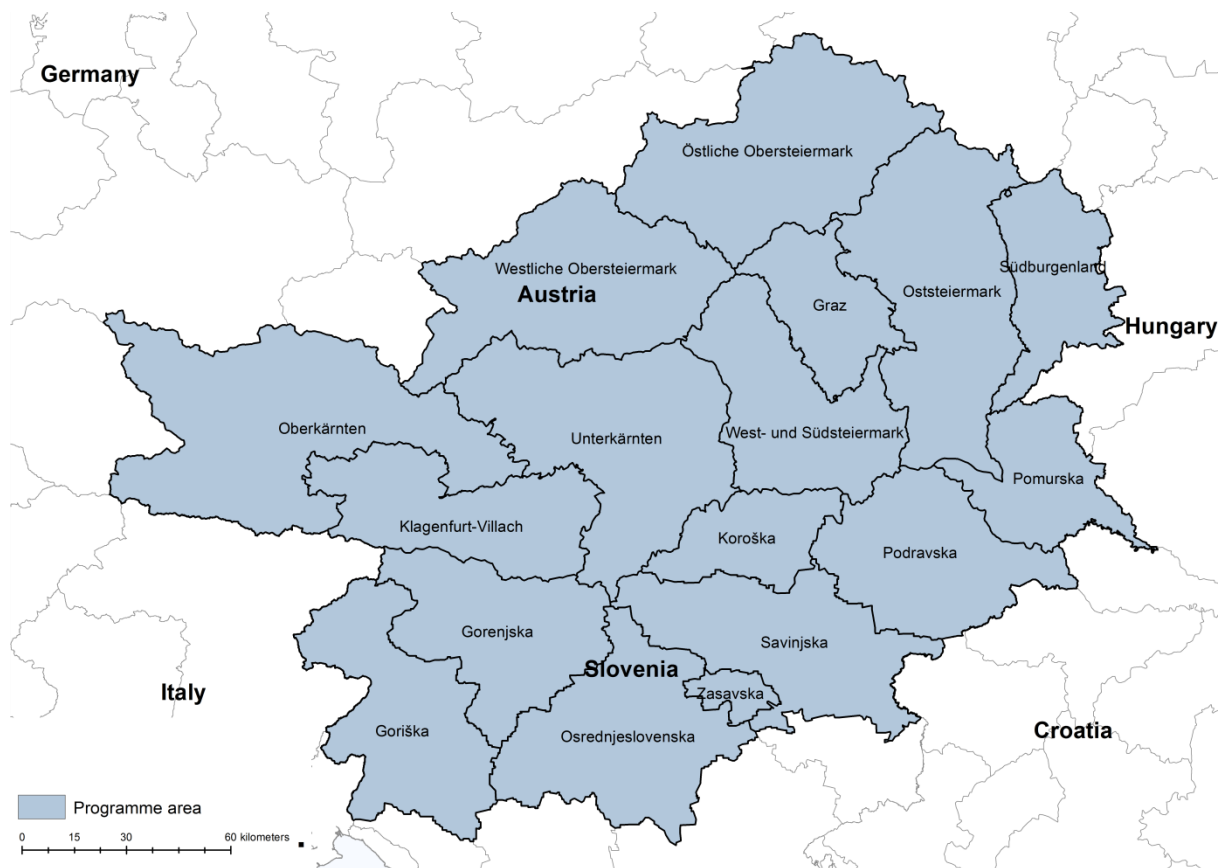 Germany
Östliche Obersteiermark
Westliche Obersteiermark
Austria
Graz
Oststeiermark
Südburgenland
Hungary
Oberkärnten
Unterkärnten
West- und Südsteiermark
Pomurska
Klagenfurt-Villach
Koroška
Podravska
Gorenjska
Savinjska
Slovenia
Italy
Zasavska
Goriška
Osrednjeslovenska
Croatia
Programme area
0 15 30 60 kilometers